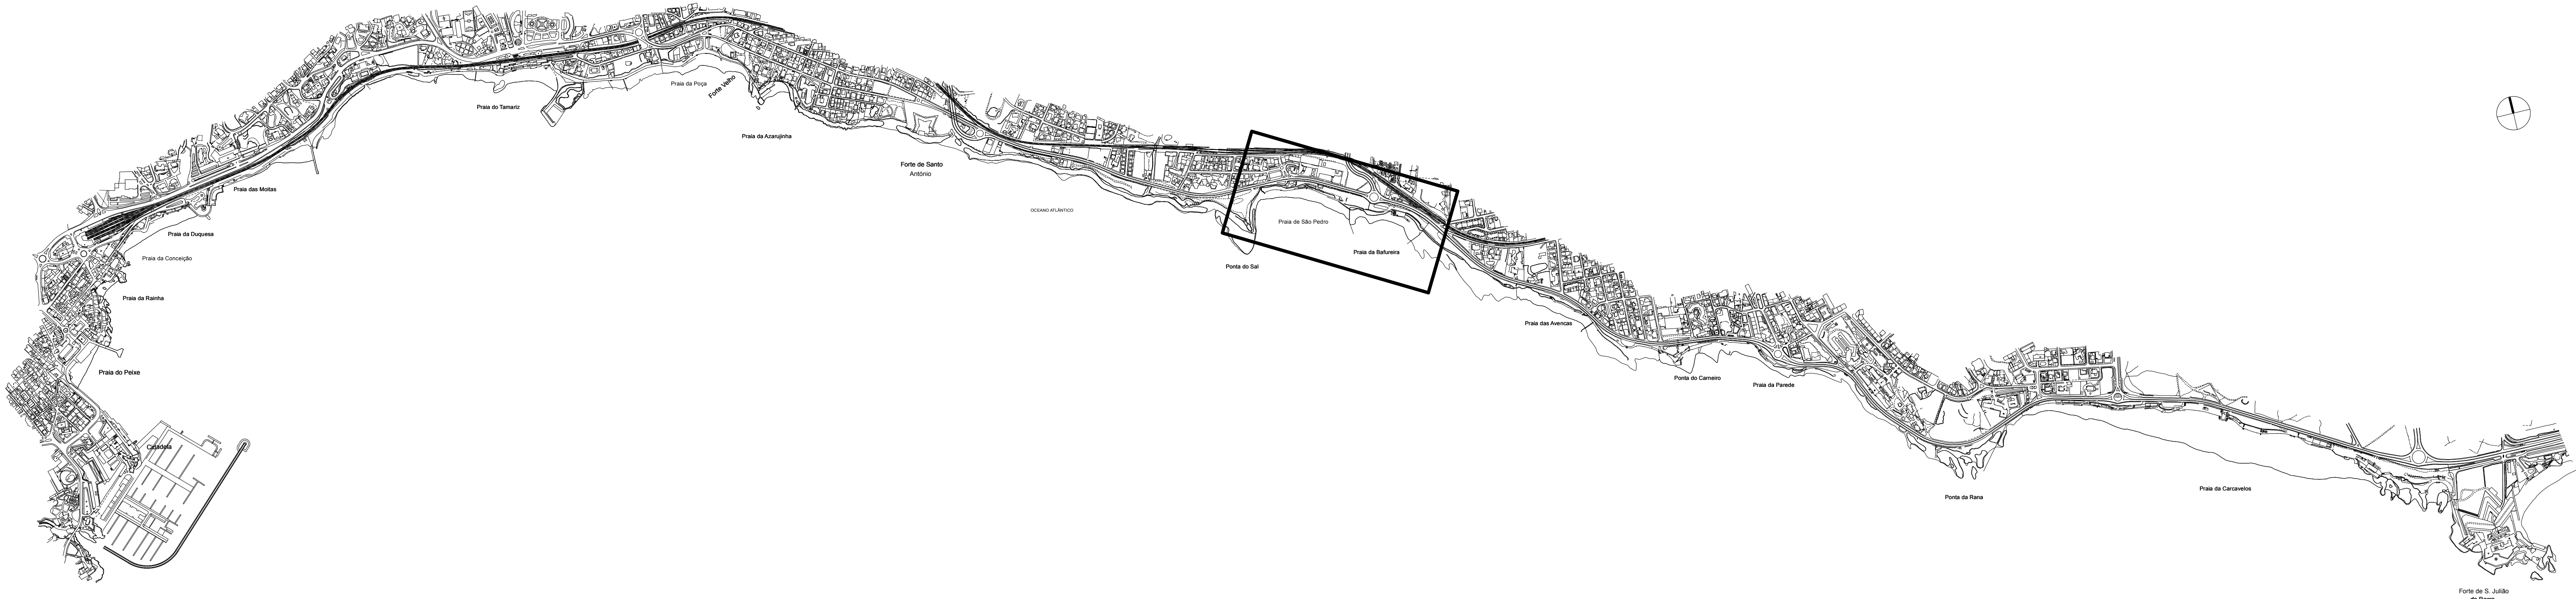 Praia da Poça
Forte Velho
Praia do Tamariz
Praia da Azarujinha
Forte de Santo
António
Praia das Moitas
OCEANO ATLÂNTICO
Praia de São Pedro
Praia da Duquesa
Praia da Bafureira
Praia da Conceição
Ponta do Sal
Praia da Rainha
Praia das Avencas
Praia do Peixe
Ponta do Carneiro
Praia da Parede
Cidadela
Praia da Carcavelos
Ponta da Rana
Forte de S. Julião
da Barra